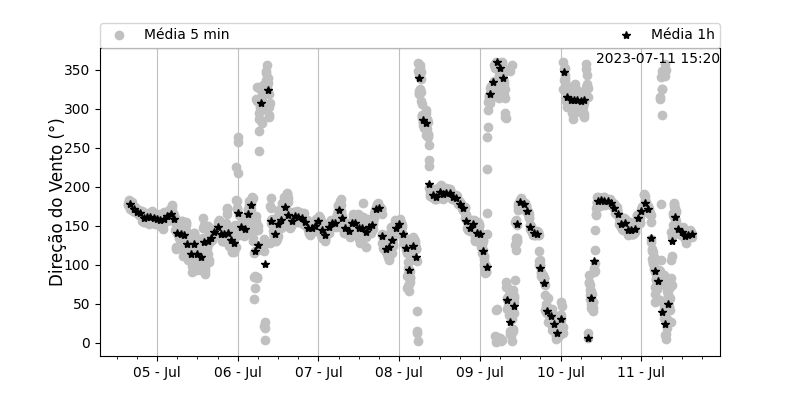 Média 5 min
Média 1h
2023-07-11 15:20
Direção do Vento (°)
350
300
250
200
150
100
50
0
05 - Jul
06 - Jul
07 - Jul
08 - Jul
09 - Jul
10 - Jul
11 - Jul